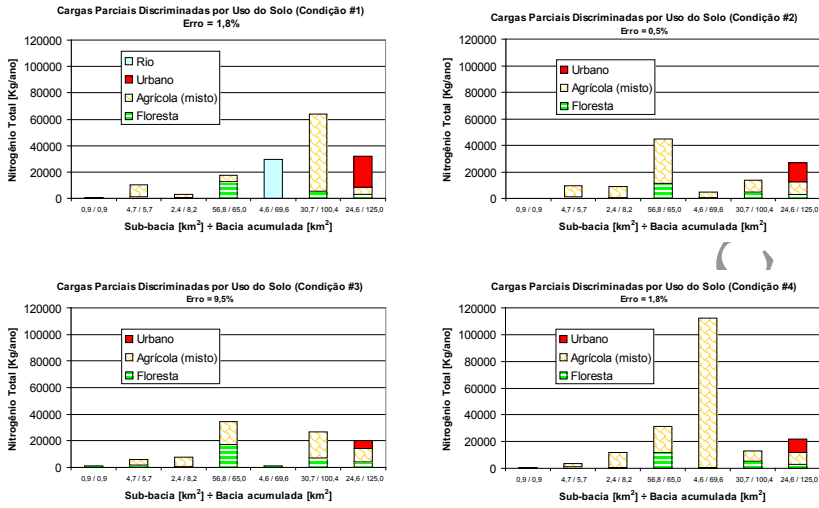 Cargas Parciais Discriminadas por Uso do Solo (Condição #1)
Erro = 1,8%
Nitrogênio Total [Kg/ano]
120000
100000
80000
60000
40000
20000
0
Rio
Urbano
Agrícola (misto)
Floresta
0,9 / 0,9 4,7 / 5,7 2,4 / 8,2 56,8 / 65,0 4,6 / 69,6 30,7 / 100,4 24,6 / 125,0
Sub-bacia [km²] ÷ Bacia acumulada [km²]
Cargas Parciais Discriminadas por Uso do Solo (Condição #2)
Erro = 0,5%
Nitrogênio Total [Kg/ano]
120000
100000
80000
60000
40000
20000
0
Urbano
Agrícola (misto)
Floresta
0,9 / 0,9 4,7 / 5,7 2,4 / 8,2 56,8 / 65,0 4,6 / 69,6 30,7 / 100,4 24,6 / 125,0
Sub-bacia [km²] ÷ Bacia acumulada [km²]
Cargas Parciais Discriminadas por Uso do Solo (Condição #3)
Erro = 9,5%
Nitrogênio Total [Kg/ano]
120000
100000
80000
60000
40000
20000
0
Urbano
Agrícola (misto)
Floresta
0,9 / 0,9 4,7 / 5,7 2,4 / 8,2 56,8 / 65,0 4,6 / 69,6 30,7 / 100,4 24,6 / 125,0
Sub-bacia [km²] ÷ Bacia acumulada [km²]
Cargas Parciais Discriminadas por Uso do Solo (Condição #4)
Erro = 1,8%
Nitrogênio Total [Kg/ano]
120000
100000
80000
60000
40000
20000
0
Urbano
Agrícola (misto)
Floresta
0,9 / 0,9 4,7 / 5,7 2,4 / 8,2 56,8 / 65,0 4,6 / 69,6 30,7 / 100,4 24,6 / 125,0
Sub-bacia [km²] ÷ Bacia acumulada [km²]